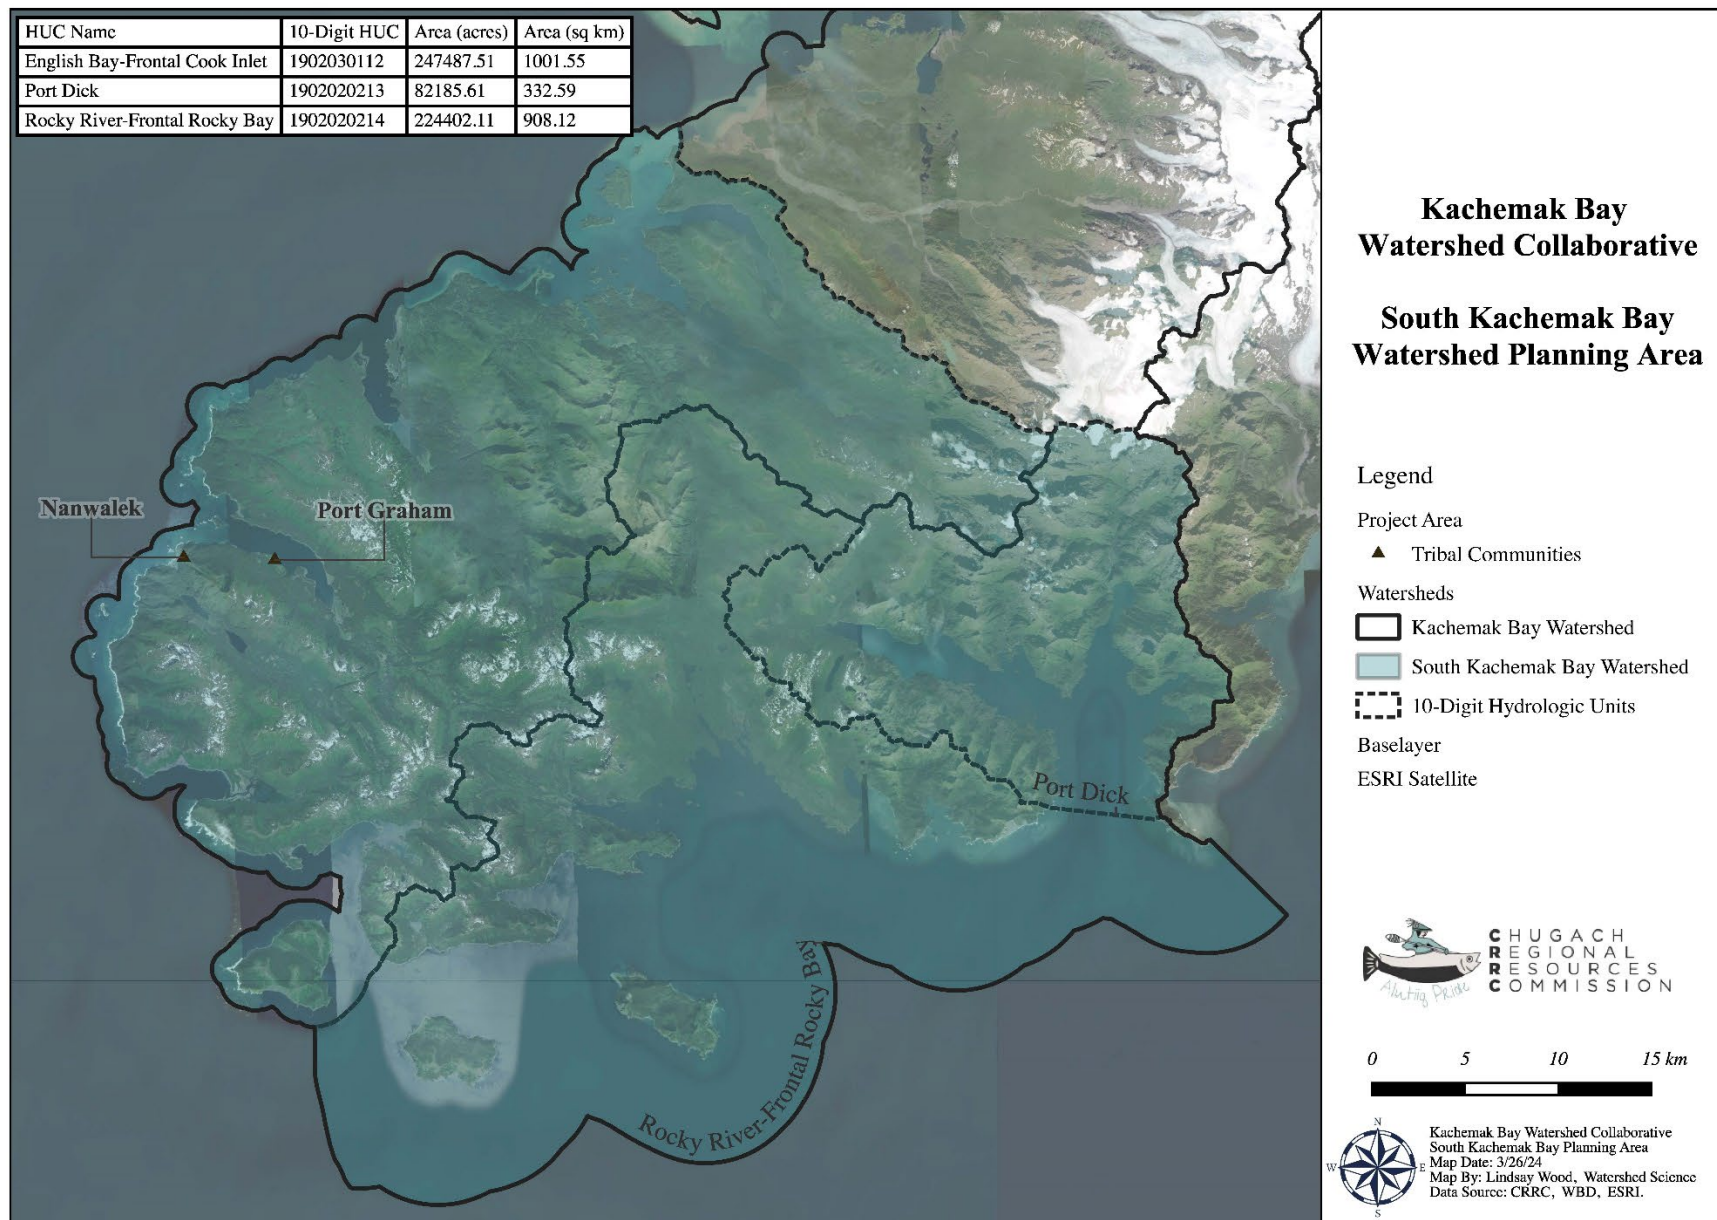 HUC Name 10-Digit HUC Area (acres) Area (sq km)
English Bay-Frontal Cook Inlet 1902030112 247487.51 1001.55
Port Dick 1902020213 82185.61 332.59
Rocky River-Frontal Rocky Bay 1902020214 224402.11 908.12
Nanwalek
Port Graham
Port Dick
Rocky River-Frontal Rocky Bay
Kachemak Bay
Watershed Collaborative
South Kachemak Bay
Watershed Planning Area
Legend
Project Area
Tribal Communities
Watersheds
Kachemak Bay Watershed
South Kachemak Bay Watershed
10-Digit Hydrologic Units
Baselayer
ESRI Satellite
Alutiiq Pride
CHUGACH
REGIONAL
RESOURCES
COMMISSION
0 5 10 15 km
N
W E
S
Kachemak Bay Watershed Collaborative
South Kachemak Bay Planning Area
Map Date: 3/26/24
Map By: Lindsay Wood, Watershed Science
Data Source: CRRC, WBD, ESRI.